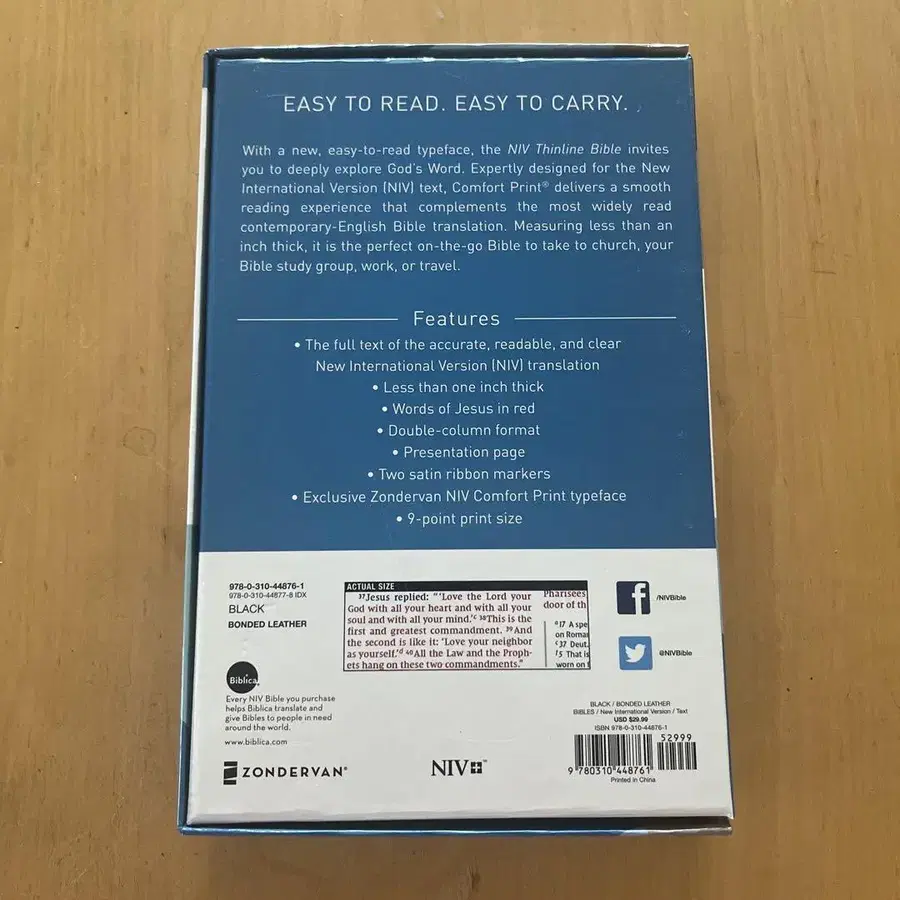 EASY TO READ. EASY TO CARRY.
With a new, easy-to-read typeface, the NIV Thinline Bible invites
you to deeply explore God's Word. Expertly designed for the New
International Version (NIV) text, Comfort Print® delivers a smooth
reading experience that complements the most widely read
contemporary-English Bible translation. Measuring less than an
inch thick, it is the perfect on-the-go Bible to take to church, your
Bible study group, work, or travel.
Features
• The full text of the accurate, readable, and clear
New International Version (NIV) translation
• Less than one inch thick
• Words of Jesus in red
• Double-column format
• Presentation page
• Two satin ribbon markers
• Exclusive Zondervan NIV Comfort Print typeface
• 9-point print size
978-0-310-44876-1
978-0-310-44877-8 IDX
BLACK
BONDED LEATHER
Biblica
Every NIV Bible you purchase
helps Biblica translate and
give Bibles to people in need
around the world.
www.biblica.com
ZONDERVAN®
ACTUAL SIZE
37Jesus replied: "'Love the Lord your
God with all your heart and with all your
soul and with all your mind.'c 38This is the
first and greatest commandment. 39And
the second is like it: 'Love your neighbor
as yourself.'d 40All the Law and the Proph-
ets hang on these two commandments."
Pharisees
door of th
a17 A spe
on Roman
c37 Deut.
f5 That is
worn on t
NIV™
f
/NIVBible
@NIVBible
BLACK / BONDED LEATHER
BIBLES / New International Version / Text
USD $29.99
ISBN 978-0-310-44876-1
52999
9 780310 448761
Printed in China